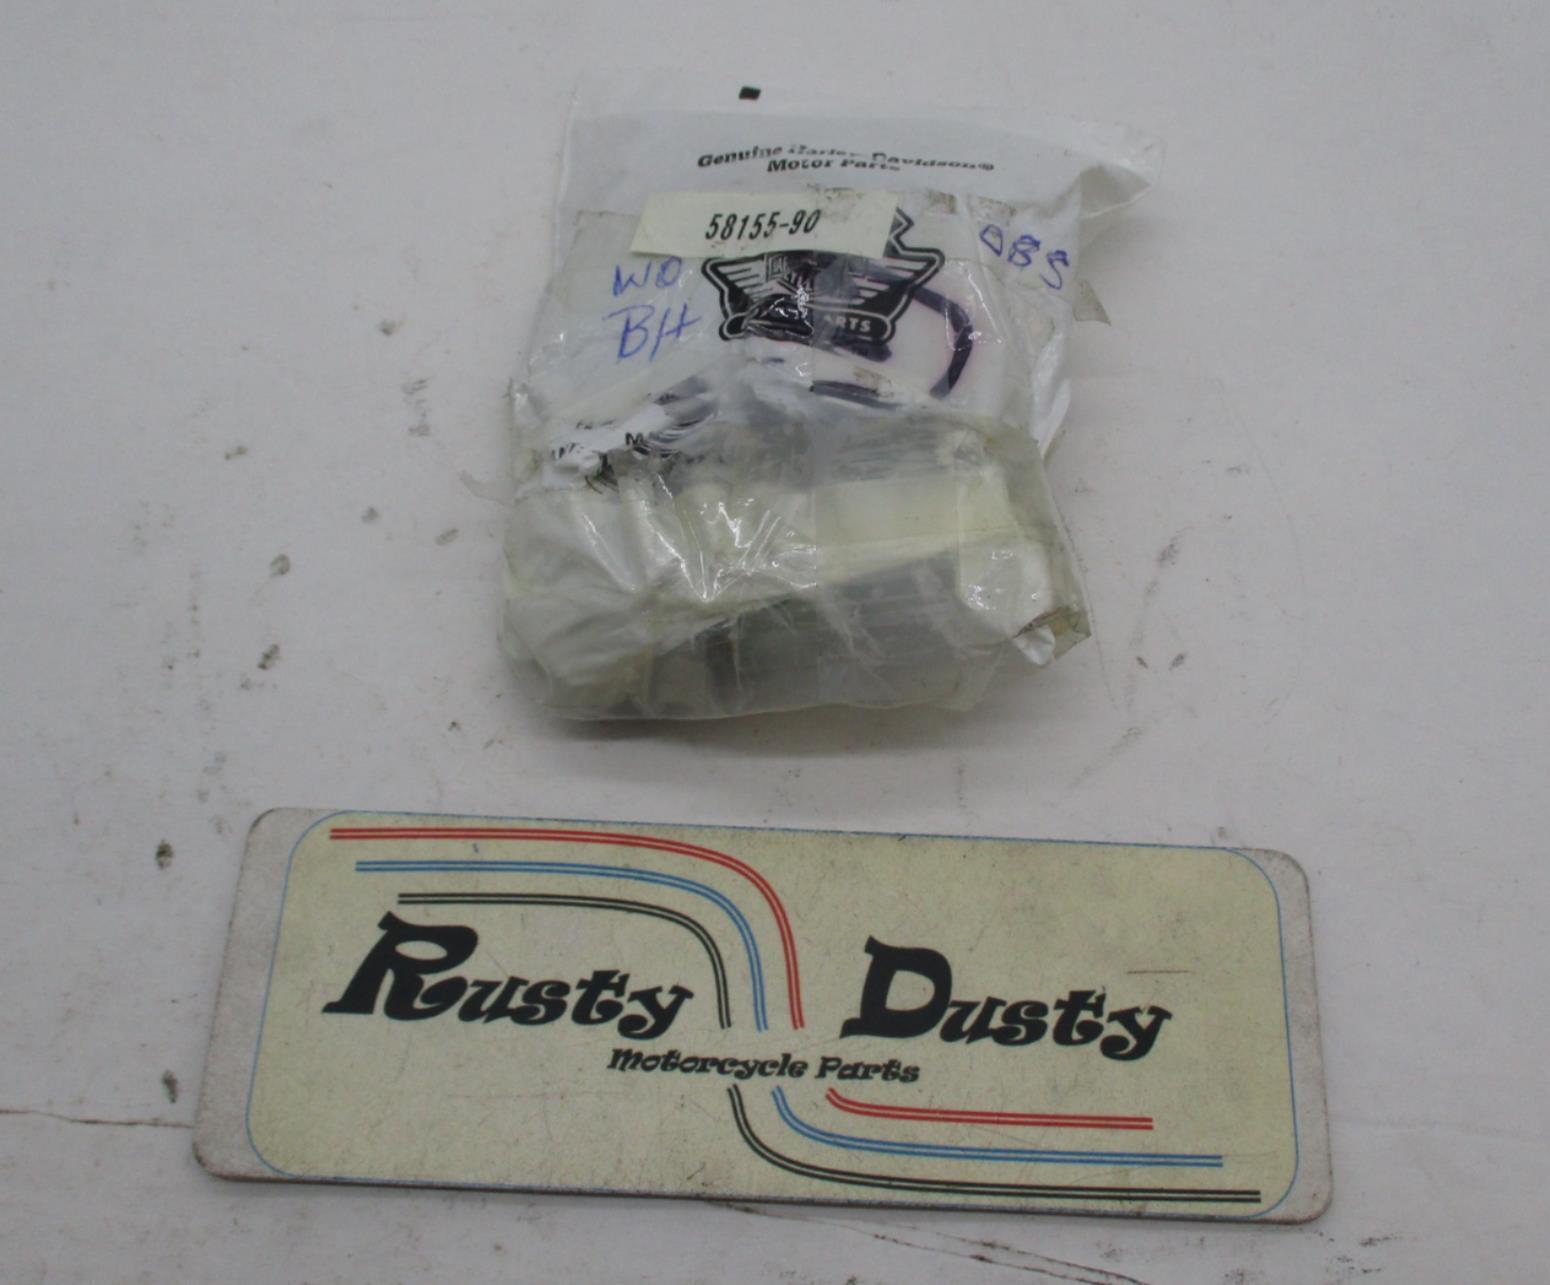 Genuine Harley-Davidson®
Motor Parts
58155-90
OBS
WO
BH
PARTS
Rusty Dusty
Motorcycle Parts